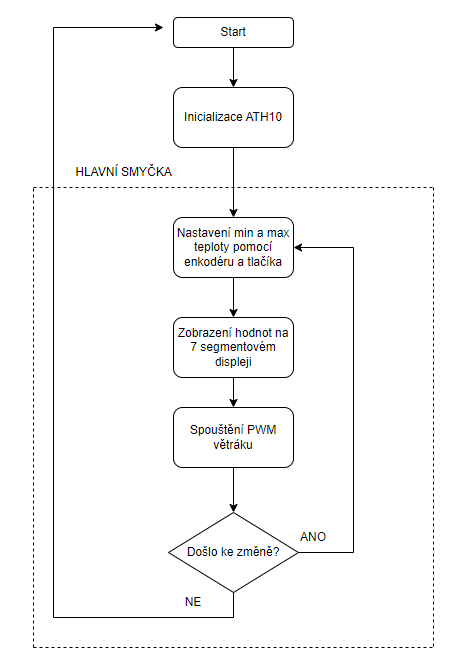 Start
Inicializace ATH10
HLAVNÍ SMYČKA
Nastavení min a max
teploty pomocí
enkodéru a tlačíka
Zobrazení hodnot na
7 segmentovém
displeji
Spouštění PWM
větráku
Došlo ke změně?
ANO
NE